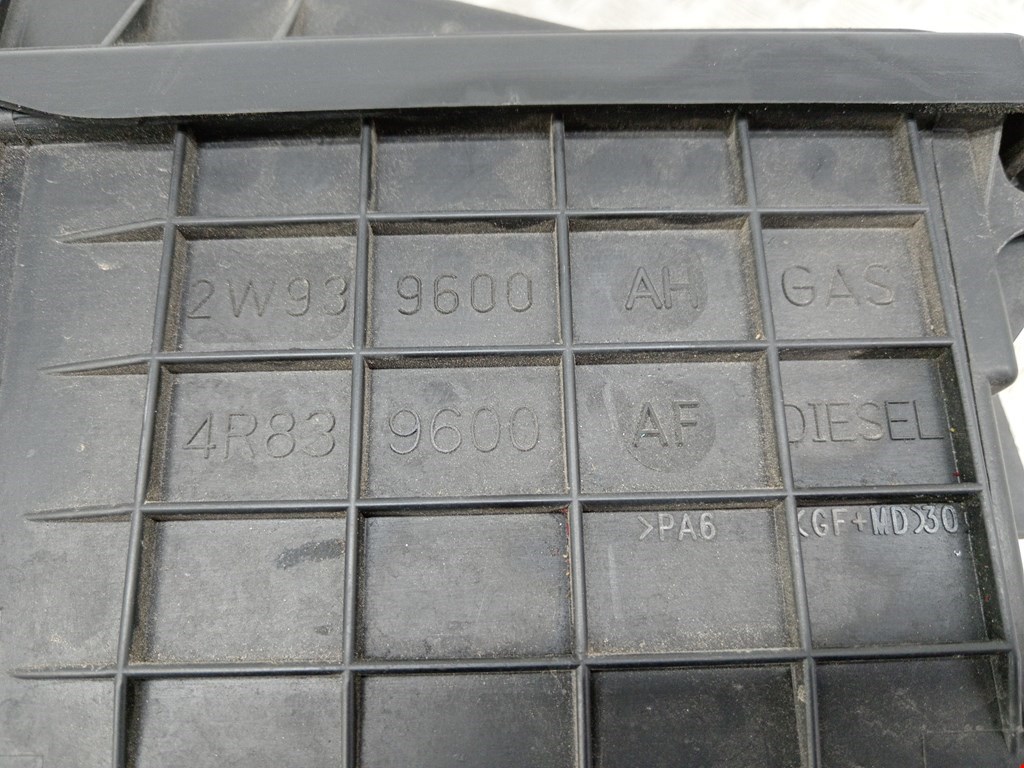 2W93 9600 AH GAS
4R83 9600 AF DIESEL
>PA6 (GF+MD)30